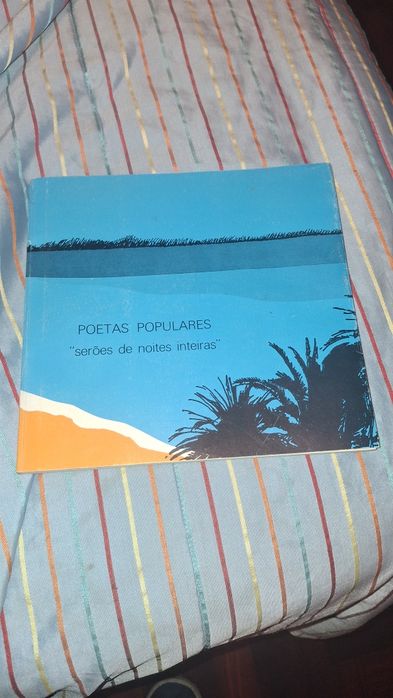 POETAS POPULARES
"serões de noites inteiras"